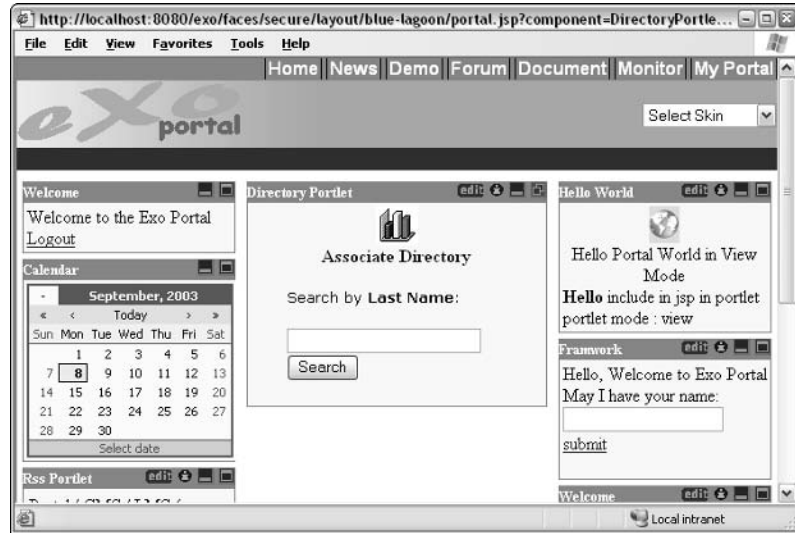 http://localhost:8080/exo/faces/secure/layout/blue-lagoon/portal.jsp?component=DirectoryPortle...
File Edit View Favorites Tools Help
Home News Demo Forum Document Monitor My Portal
eXo portal
Select Skin
Welcome
Welcome to the Exo Portal
Logout
Calendar
- September, 2003
« ‹ Today › »
Sun Mon Tue Wed Thu Fri Sat
1 2 3 4 5 6
7 8 9 10 11 12 13
14 15 16 17 18 19 20
21 22 23 24 25 26 27
28 29 30
Select date
Rss Portlet edit
Directory Portlet edit
Associate Directory
Search by Last Name:
Search
Hello World edit
Hello Portal World in View
Mode
Hello include in jsp in portlet
portlet mode : view
Framwork edit
Hello, Welcome to Exo Portal
May I have your name:
submit
Welcome edit
Local intranet